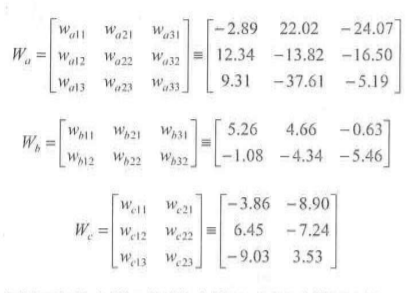 W_a = [w_a11 w_a21 w_a31; w_a12 w_a22 w_a32; w_a13 w_a23 w_a33] ≡ [-2.89 22.02 -24.07; 12.34 -13.82 -16.50; 9.31 -37.61 -5.19]
W_b = [w_b11 w_b21 w_b31; w_b12 w_b22 w_b32] ≡ [5.26 4.66 -0.63; -1.08 -4.34 -5.46]
W_c = [w_c11 w_c21; w_c12 w_c22; w_c13 w_c23] ≡ [-3.86 -8.90; 6.45 -7.24; -9.03 3.53]